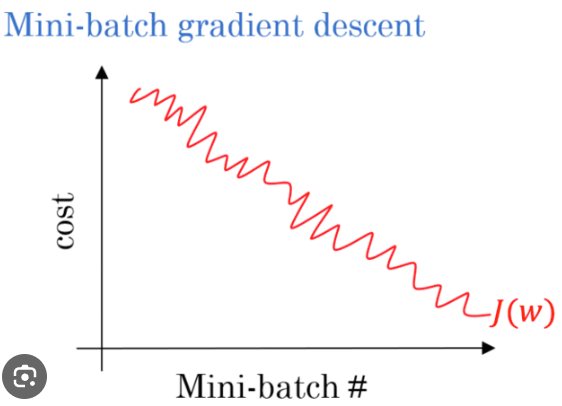 Mini-batch gradient descent
cost
J(w)
Mini-batch #